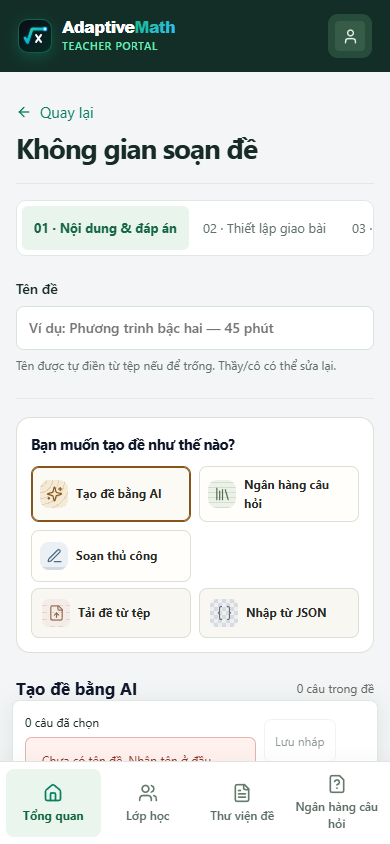 AdaptiveMath
TEACHER PORTAL
Quay lại
Không gian soạn đề
01 · Nội dung & đáp án
02 · Thiết lập giao bài
03 ·
Tên đề
Ví dụ: Phương trình bậc hai — 45 phút
Tên được tự điền từ tệp nếu để trống. Thầy/cô có thể sửa lại.
Bạn muốn tạo đề như thế nào?
Tạo đề bằng AI
Ngân hàng câu
hỏi
Soạn thủ công
Tải đề từ tệp
Nhập từ JSON
Tạo đề bằng AI
0 câu trong đề
0 câu đã chọn
Lưu nháp
Chưa có tên đề. Nhập tên ở đầu
Tổng quan
Lớp học
Thư viện đề
Ngân hàng câu
hỏi